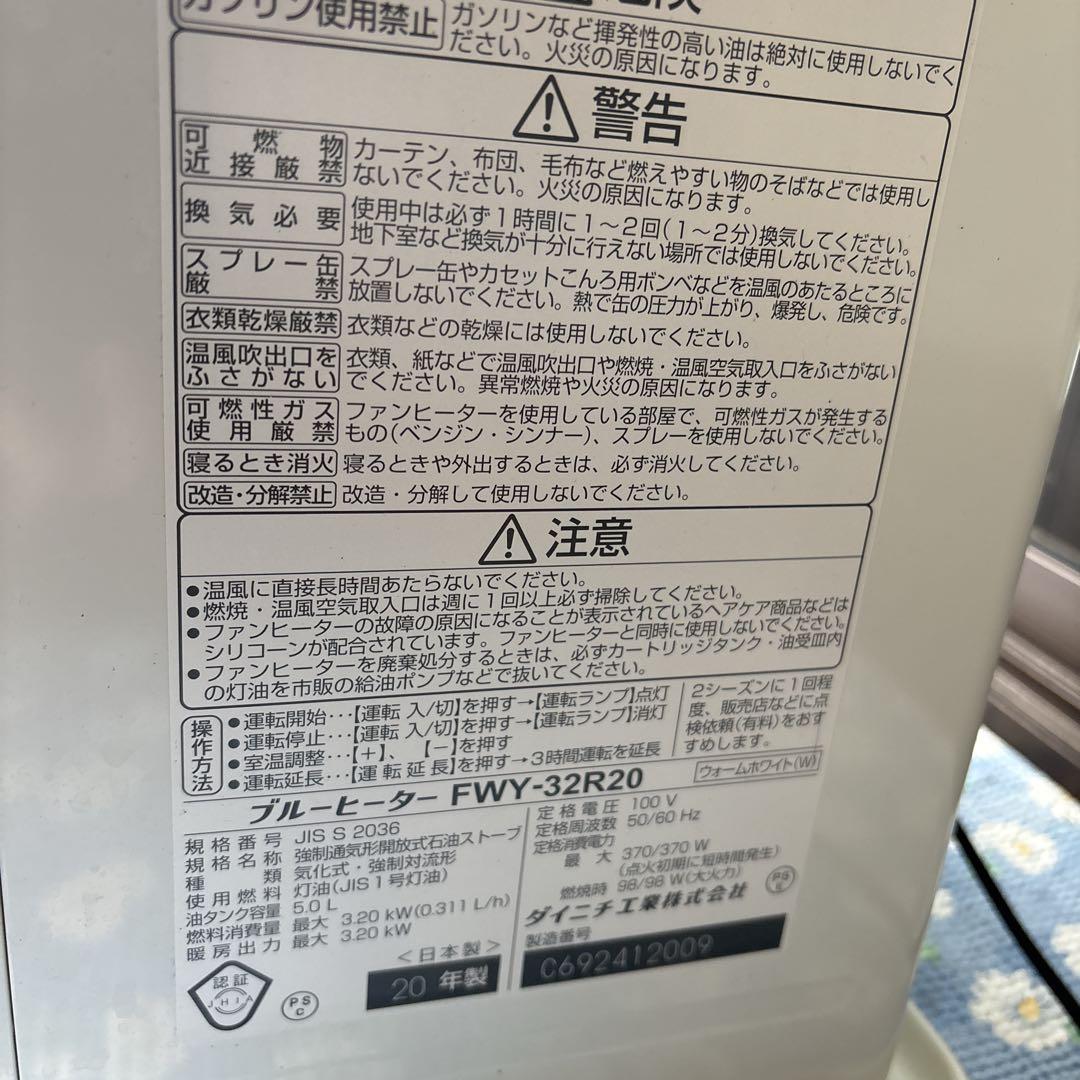 ガソリン使用禁止
ガソリンなど揮発性の高い油は絶対に使用しないでく
ださい。火災の原因になります。
警告
可燃物
近接厳禁
カーテン、布団、毛布など燃えやすい物のそばなどでは使用し
ないでください。火災の原因になります。
換気必要
使用中は必ず1時間に1〜2回(1〜2分)換気してください。
地下室など換気が十分に行えない場所では使用しないでください。
スプレー缶
厳禁
スプレー缶やカセットこんろ用ボンベなどを温風のあたるところに
放置しないでください。熱で缶の圧力が上がり、爆発し、危険です。
衣類乾燥厳禁
衣類などの乾燥には使用しないでください。
温風吹出口を
ふさがない
衣類、紙などで温風吹出口や燃焼・温風空気取入口をふさがない
でください。異常燃焼や火災の原因になります。
可燃性ガス
使用厳禁
ファンヒーターを使用している部屋で、可燃性ガスが発生する
もの(ベンジン・シンナー)、スプレーを使用しないでください。
寝るとき消火
寝るときや外出するときは、必ず消火してください。
改造・分解禁止
改造・分解して使用しないでください。
注意
●温風に直接長時間あたらないでください。
●燃焼・温風空気取入口は週に1回以上必ず掃除してください。
●ファンヒーターの故障の原因になることが表示されているヘアケア商品などは
シリコーンが配合されています。ファンヒーターと同時に使用しないでください。
●ファンヒーターを廃棄処分するときは、必ずカートリッジタンク・油受皿内
の灯油を市販の給油ポンプなどで抜いてください。
操作方法
●運転開始…【運転 入/切】を押す→【運転ランプ】点灯
●運転停止…【運転 入/切】を押す→【運転ランプ】消灯
●室温調整…【+】、【−】を押す
●運転延長…【運転延長】を押す→3時間運転を延長
2シーズンに1回程
度、販売店などに点
検依頼(有料)をおす
すめします。
ブルーヒーター FWY-32R20
ウォームホワイト(W)
規格番号 JIS S 2036
規格名称 強制通気形開放式石油ストーブ
種類 気化式・強制対流形
使用燃料 灯油(JIS1号灯油)
油タンク容量 5.0 L
燃料消費量 最大 3.20 kW(0.311 L/h)
暖房出力 最大 3.20 kW
<日本製>
定格電圧 100 V
定格周波数 50/60 Hz
定格消費電力
最大 370/370 W
(点火初期に短時間発生)
燃焼時 98/98 W(大火力)
ダイニチ工業株式会社
PS
E
製造番号
C692412009
認証
JHIA
PS
C
20 年製